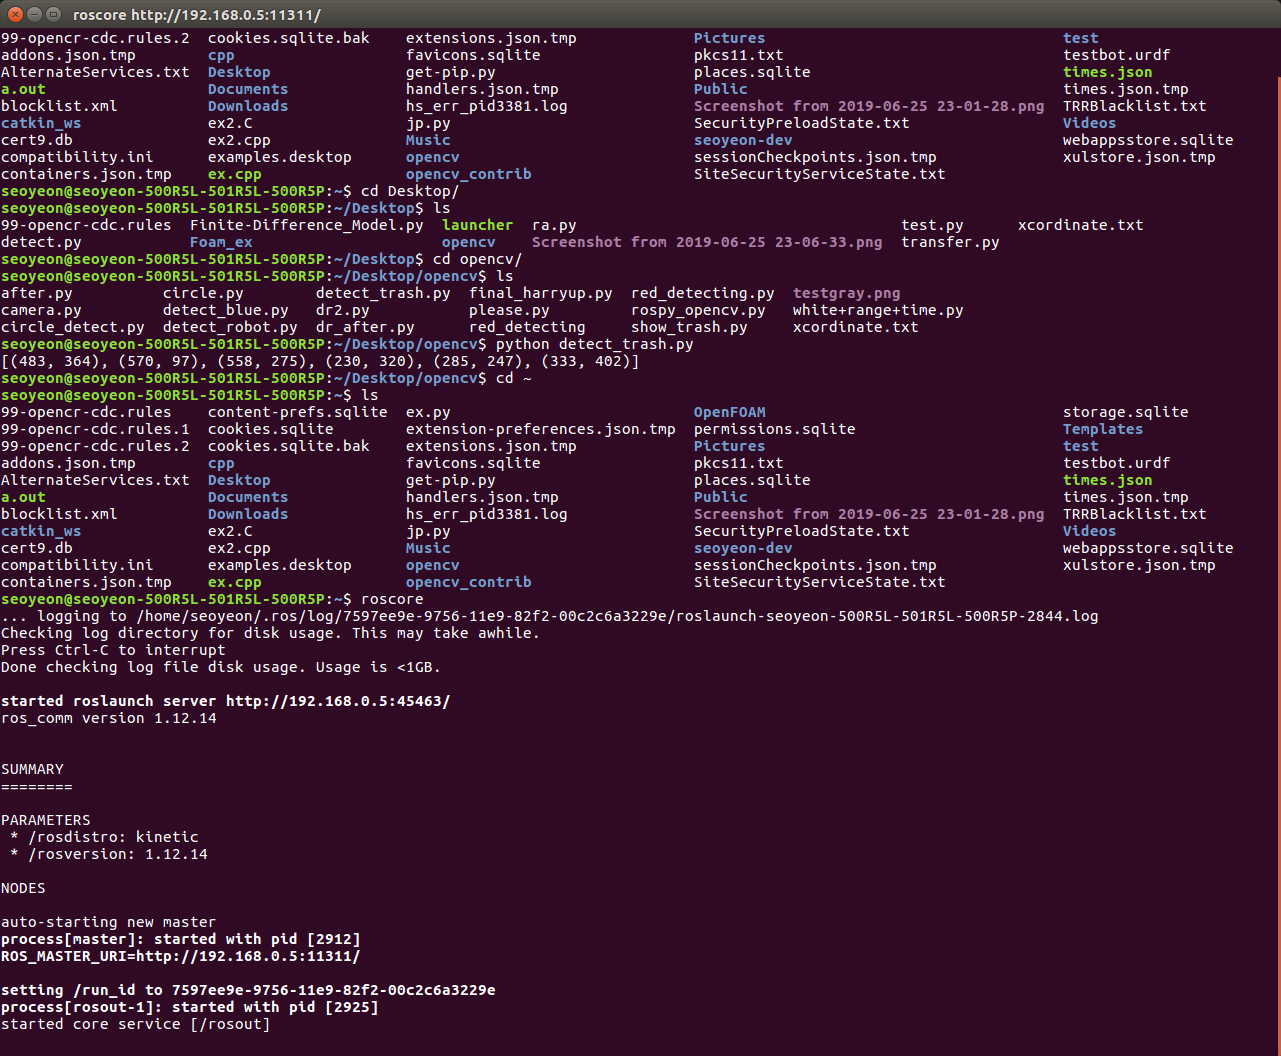 roscore http://192.168.0.5:11311/
99-opencr-cdc.rules.2  cookies.sqlite.bak    extensions.json.tmp             Pictures                                 test
addons.json.tmp        cpp                   favicons.sqlite                 pkcs11.txt                               testbot.urdf
AlternateServices.txt  Desktop               get-pip.py                      places.sqlite                            times.json
a.out                  Documents             handlers.json.tmp               Public                                   times.json.tmp
blocklist.xml          Downloads             hs_err_pid3381.log              Screenshot from 2019-06-25 23-01-28.png  TRRBlacklist.txt
catkin_ws              ex2.C                 jp.py                           SecurityPreloadState.txt                 Videos
cert9.db               ex2.cpp               Music                           seoyeon-dev                              webappsstore.sqlite
compatibility.ini      examples.desktop      opencv                          sessionCheckpoints.json.tmp              xulstore.json.tmp
containers.json.tmp    ex.cpp                opencv_contrib                  SiteSecurityServiceState.txt
seoyeon@seoyeon-500R5L-501R5L-500R5P:~$ cd Desktop/
seoyeon@seoyeon-500R5L-501R5L-500R5P:~/Desktop$ ls
99-opencr-cdc.rules  Finite-Difference_Model.py  launcher  ra.py                                    test.py      xcordinate.txt
detect.py            Foam_ex                     opencv    Screenshot from 2019-06-25 23-06-33.png  transfer.py
seoyeon@seoyeon-500R5L-501R5L-500R5P:~/Desktop$ cd opencv/
seoyeon@seoyeon-500R5L-501R5L-500R5P:~/Desktop/opencv$ ls
after.py          circle.py        detect_trash.py  final_harryup.py  red_detecting.py  testgray.png
camera.py         detect_blue.py   dr2.py           please.py         rospy_opencv.py   white+range+time.py
circle_detect.py  detect_robot.py  dr_after.py      red_detecting     show_trash.py     xcordinate.txt
seoyeon@seoyeon-500R5L-501R5L-500R5P:~/Desktop/opencv$ python detect_trash.py
[(483, 364), (570, 97), (558, 275), (230, 320), (285, 247), (333, 402)]
seoyeon@seoyeon-500R5L-501R5L-500R5P:~/Desktop/opencv$ cd ~
seoyeon@seoyeon-500R5L-501R5L-500R5P:~$ ls
99-opencr-cdc.rules    content-prefs.sqlite  ex.py                           OpenFOAM                                 storage.sqlite
99-opencr-cdc.rules.1  cookies.sqlite        extension-preferences.json.tmp  permissions.sqlite                       Templates
99-opencr-cdc.rules.2  cookies.sqlite.bak    extensions.json.tmp             Pictures                                 test
addons.json.tmp        cpp                   favicons.sqlite                 pkcs11.txt                               testbot.urdf
AlternateServices.txt  Desktop               get-pip.py                      places.sqlite                            times.json
a.out                  Documents             handlers.json.tmp               Public                                   times.json.tmp
blocklist.xml          Downloads             hs_err_pid3381.log              Screenshot from 2019-06-25 23-01-28.png  TRRBlacklist.txt
catkin_ws              ex2.C                 jp.py                           SecurityPreloadState.txt                 Videos
cert9.db               ex2.cpp               Music                           seoyeon-dev                              webappsstore.sqlite
compatibility.ini      examples.desktop      opencv                          sessionCheckpoints.json.tmp              xulstore.json.tmp
containers.json.tmp    ex.cpp                opencv_contrib                  SiteSecurityServiceState.txt
seoyeon@seoyeon-500R5L-501R5L-500R5P:~$ roscore
... logging to /home/seoyeon/.ros/log/7597ee9e-9756-11e9-82f2-00c2c6a3229e/roslaunch-seoyeon-500R5L-501R5L-500R5P-2844.log
Checking log directory for disk usage. This may take awhile.
Press Ctrl-C to interrupt
Done checking log file disk usage. Usage is <1GB.
started roslaunch server http://192.168.0.5:45463/
ros_comm version 1.12.14
SUMMARY
========
PARAMETERS
 * /rosdistro: kinetic
 * /rosversion: 1.12.14
NODES
auto-starting new master
process[master]: started with pid [2912]
ROS_MASTER_URI=http://192.168.0.5:11311/
setting /run_id to 7597ee9e-9756-11e9-82f2-00c2c6a3229e
process[rosout-1]: started with pid [2925]
started core service [/rosout]